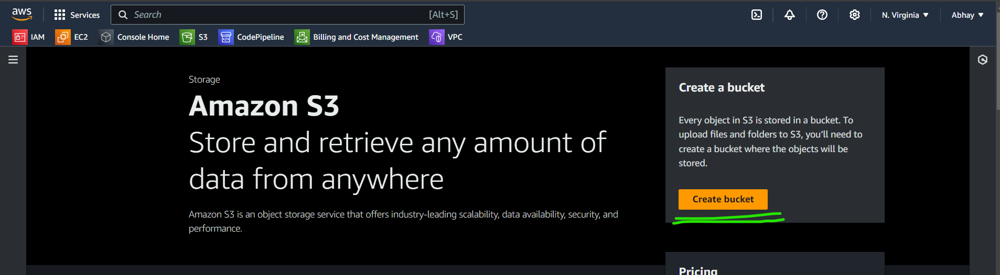 aws
Services
Search [Alt+S]
N. Virginia
Abhay
IAM
EC2
Console Home
S3
CodePipeline
Billing and Cost Management
VPC
Storage
Amazon S3
Store and retrieve any amount of
data from anywhere
Amazon S3 is an object storage service that offers industry-leading scalability, data availability, security, and
performance.
Create a bucket
Every object in S3 is stored in a bucket. To
upload files and folders to S3, you’ll need to
create a bucket where the objects will be
stored.
Create bucket
Pricing